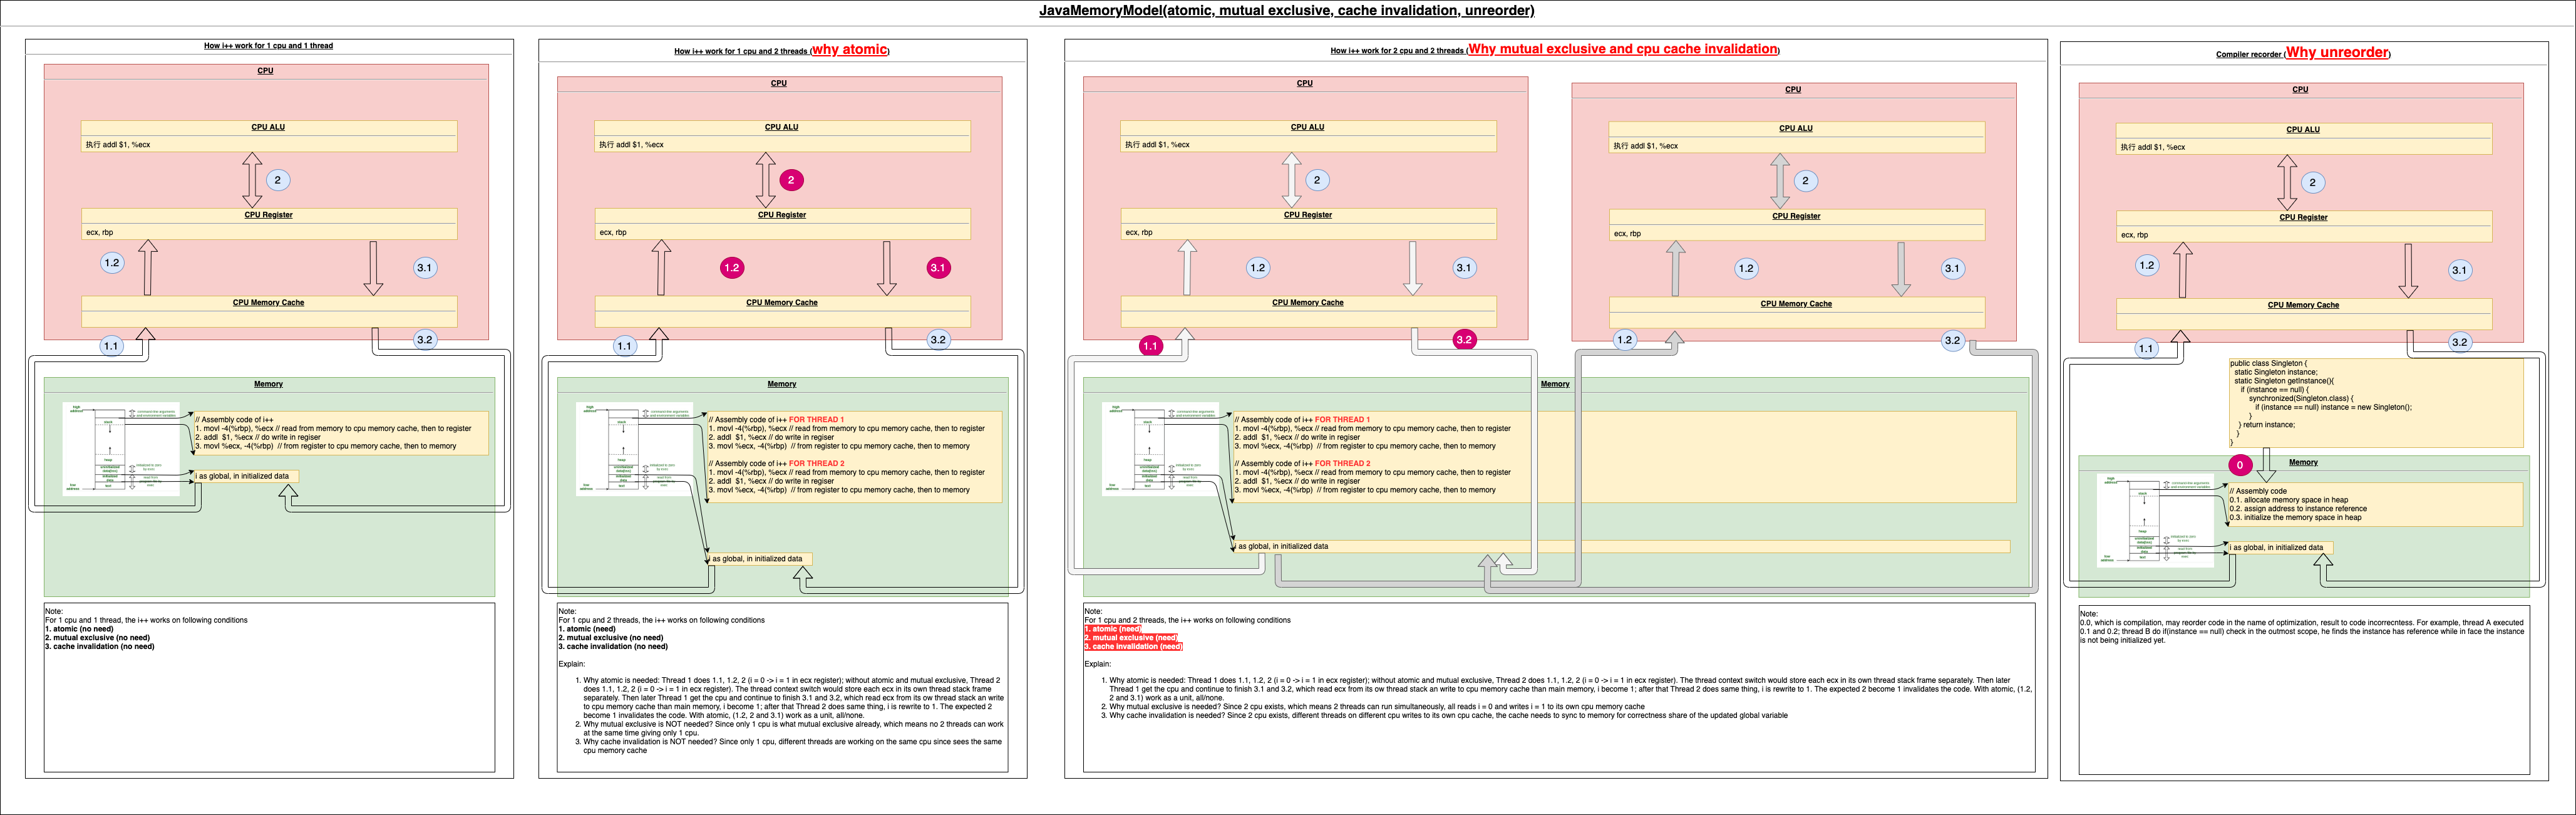 JavaMemoryModel(atomic, mutual exclusive, cache invalidation, unreorder)
How i++ work for 1 cpu and 1 thread
CPU
CPU ALU
执行 addl $1, %ecx
2
CPU Register
ecx, rbp
1.2
3.1
CPU Memory Cache
1.1
3.2
Memory
// Assembly code of i++
1. movl -4(%rbp), %ecx // read from memory to cpu memory cache, then to register
2. addl $1, %ecx // do write in regiser
3. movl %ecx, -4(%rbp) // from register to cpu memory cache, then to memory
i as global, in initialized data
Note:
For 1 cpu and 1 thread, the i++ works on following conditions
1. atomic (no need)
2. mutual exclusive (no need)
3. cache invalidation (no need)
How i++ work for 1 cpu and 2 threads (why atomic)
CPU
CPU ALU
执行 addl $1, %ecx
2
CPU Register
ecx, rbp
1.2
3.1
CPU Memory Cache
1.1
3.2
Memory
// Assembly code of i++ FOR THREAD 1
1. movl -4(%rbp), %ecx // read from memory to cpu memory cache, then to register
2. addl $1, %ecx // do write in regiser
3. movl %ecx, -4(%rbp) // from register to cpu memory cache, then to memory
// Assembly code of i++ FOR THREAD 2
1. movl -4(%rbp), %ecx // read from memory to cpu memory cache, then to register
2. addl $1, %ecx // do write in regiser
3. movl %ecx, -4(%rbp) // from register to cpu memory cache, then to memory
i as global, in initialized data
Note:
For 1 cpu and 2 threads, the i++ works on following conditions
1. atomic (need)
2. mutual exclusive (no need)
3. cache invalidation (no need)
Explain:
1. Why atomic is needed: Thread 1 does 1.1, 1.2, 2 (i = 0 -> i = 1 in ecx register); without atomic and mutual exclusive, Thread 2
does 1.1, 1.2, 2 (i = 0 -> i = 1 in ecx register). The thread context switch would store each ecx in its own thread stack frame
separately. Then later Thread 1 get the cpu and continue to finish 3.1 and 3.2, which read ecx from its ow thread stack an write
to cpu memory cache than main memory, i become 1; after that Thread 2 does same thing, i is rewrite to 1. The expected 2
become 1 invalidates the code. With atomic, (1.2, 2 and 3.1) work as a unit, all/none.
2. Why mutual exclusive is NOT needed? Since only 1 cpu is what mutual exclusive already, which means no 2 threads can work
at the same time giving only 1 cpu.
3. Why cache invalidation is NOT needed? Since only 1 cpu, different threads are working on the same cpu since sees the same
cpu memory cache
How i++ work for 2 cpu and 2 threads (Why mutual exclusive and cpu cache invalidation)
CPU
CPU ALU
执行 addl $1, %ecx
2
CPU Register
ecx, rbp
1.2
3.1
CPU Memory Cache
1.1
3.2
CPU
CPU ALU
执行 addl $1, %ecx
2
CPU Register
ecx, rbp
1.2
3.1
CPU Memory Cache
1.2
3.2
Memory
// Assembly code of i++ FOR THREAD 1
1. movl -4(%rbp), %ecx // read from memory to cpu memory cache, then to register
2. addl $1, %ecx // do write in regiser
3. movl %ecx, -4(%rbp) // from register to cpu memory cache, then to memory
// Assembly code of i++ FOR THREAD 2
1. movl -4(%rbp), %ecx // read from memory to cpu memory cache, then to register
2. addl $1, %ecx // do write in regiser
3. movl %ecx, -4(%rbp) // from register to cpu memory cache, then to memory
i as global, in initialized data
Note:
For 1 cpu and 2 threads, the i++ works on following conditions
1. atomic (need)
2. mutual exclusive (need)
3. cache invalidation (need)
Explain:
1. Why atomic is needed: Thread 1 does 1.1, 1.2, 2 (i = 0 -> i = 1 in ecx register); without atomic and mutual exclusive, Thread 2 does 1.1, 1.2, 2 (i = 0 -> i = 1 in ecx register). The thread context switch would store each ecx in its own thread stack frame separately. Then later
Thread 1 get the cpu and continue to finish 3.1 and 3.2, which read ecx from its ow thread stack an write to cpu memory cache than main memory, i become 1; after that Thread 2 does same thing, i is rewrite to 1. The expected 2 become 1 invalidates the code. With atomic, (1.2,
2 and 3.1) work as a unit, all/none.
2. Why mutual exclusive is needed? Since 2 cpu exists, which means 2 threads can run simultaneously, all reads i = 0 and writes i = 1 to its own cpu memory cache
3. Why cache invalidation is needed? Since 2 cpu exists, different threads on different cpu writes to its own cpu cache, the cache needs to sync to memory for correctness share of the updated global variable
Compiler recorder (Why unreorder)
CPU
CPU ALU
执行 addl $1, %ecx
2
CPU Register
ecx, rbp
1.2
3.1
CPU Memory Cache
1.1
3.2
public class Singleton {
static Singleton instance;
static Singleton getInstance(){
if (instance == null) {
synchronized(Singleton.class) {
if (instance == null) instance = new Singleton();
}
} return instance;
}
}
0
Memory
// Assembly code
0.1. allocate memory space in heap
0.2. assign address to instance reference
0.3. initialize the memory space in heap
i as global, in initialized data
Note:
0.0, which is compilation, may reorder code in the name of optimization, result to code incorrecntess. For example, thread A executed
0.1 and 0.2; thread B do if(instance == null) check in the outmost scope, he finds the instance has reference while in face the instance
is not being initialized yet.